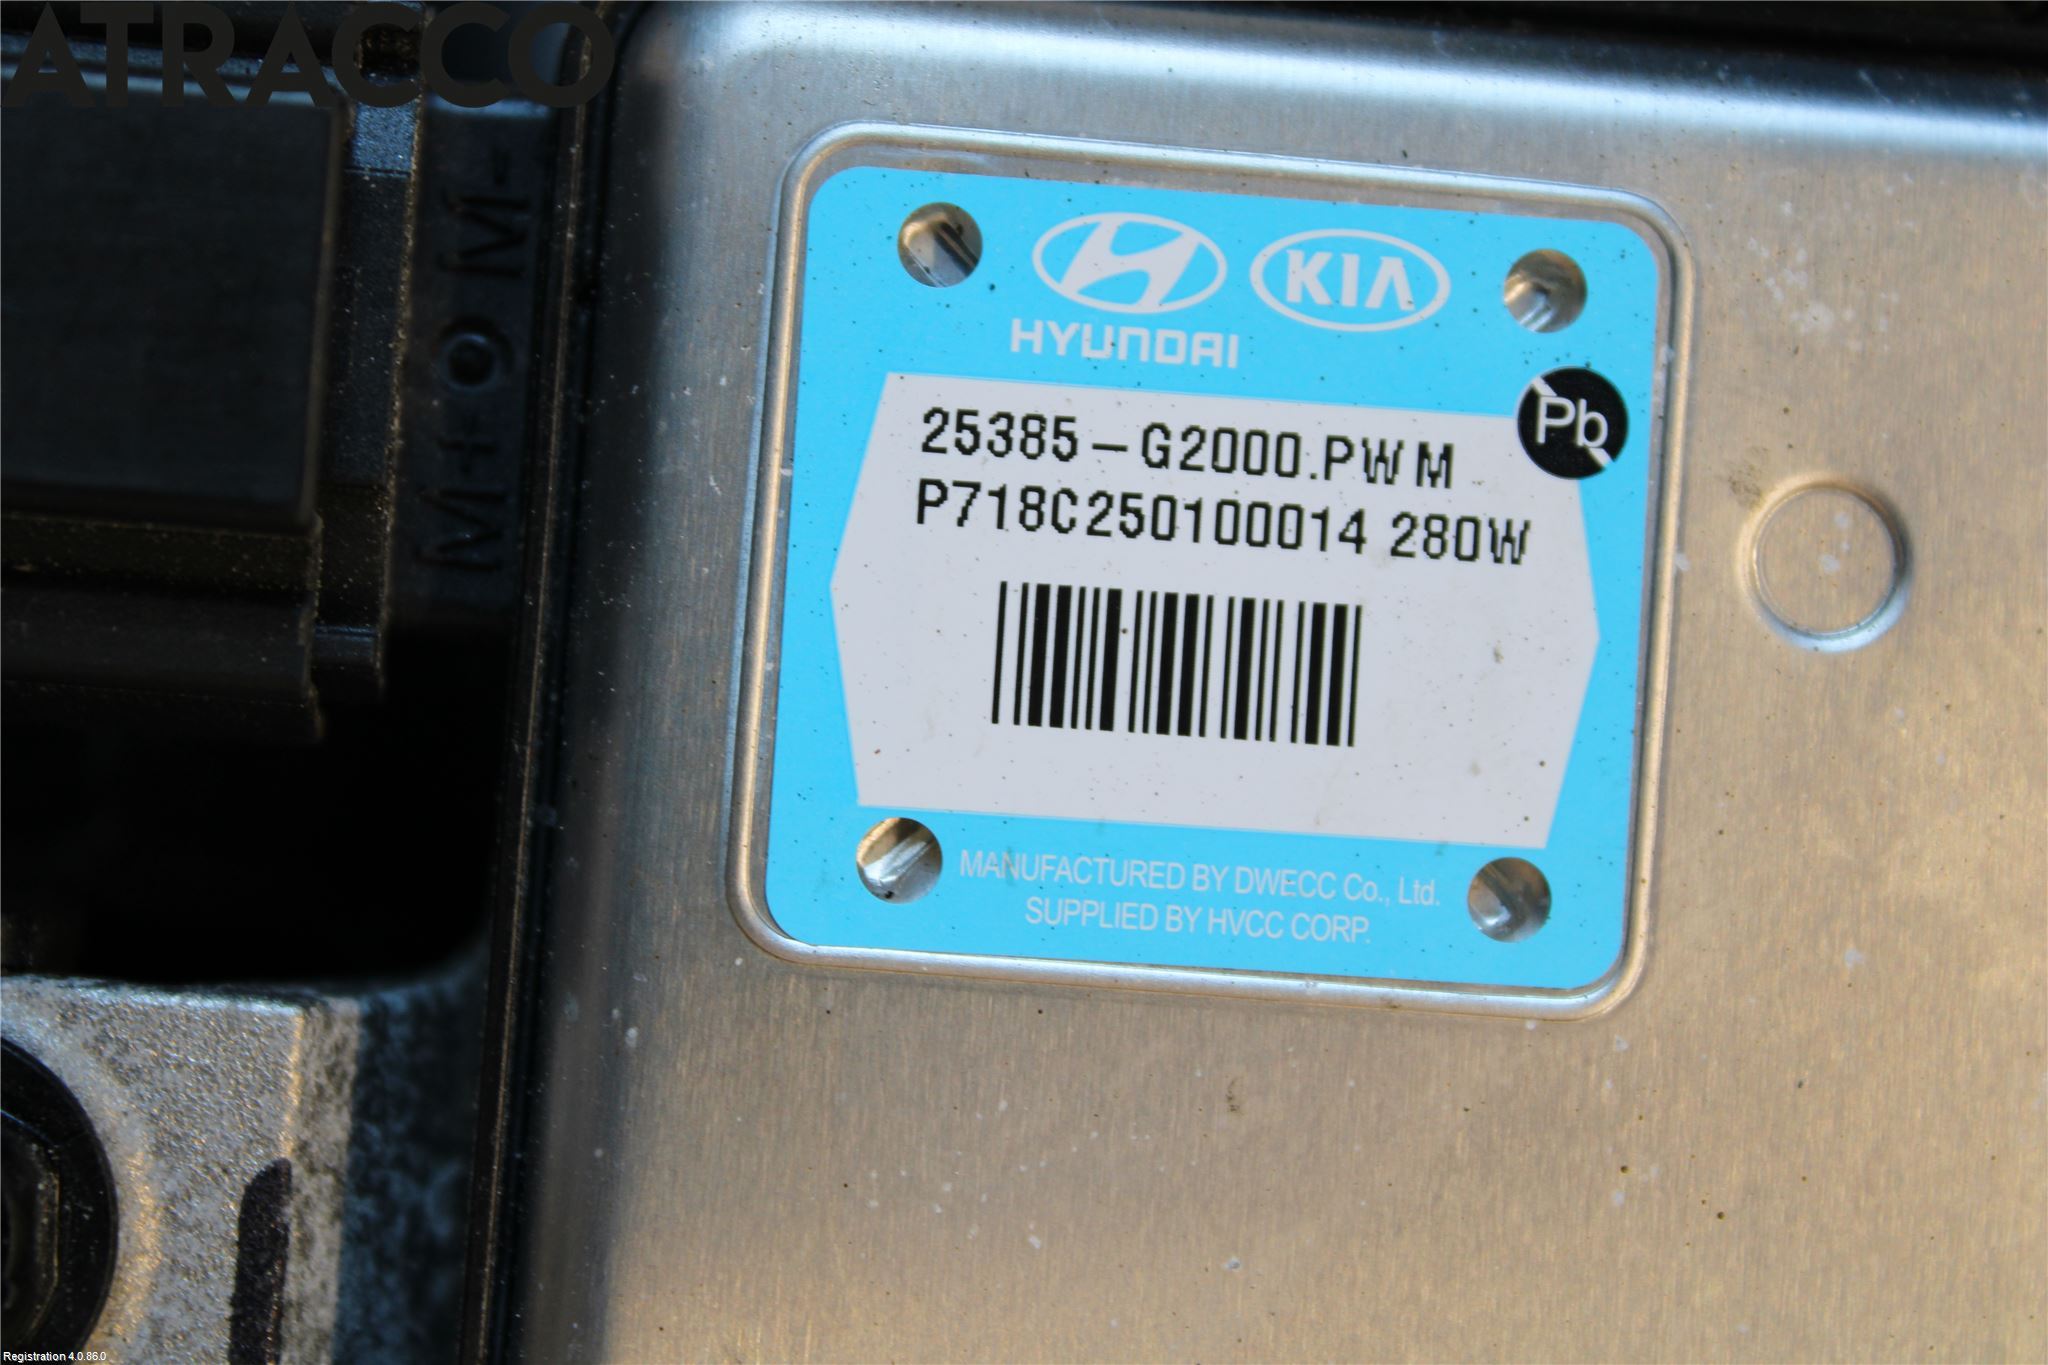 ATRACCO
HYUNDAI
KIA
Pb
25385-G2000.PWM
P718C250100014 280W
MANUFACTURED BY DWECC Co., Ltd.
SUPPLIED BY HVCC CORP.
M+ M-
Registration 4.0.86.0